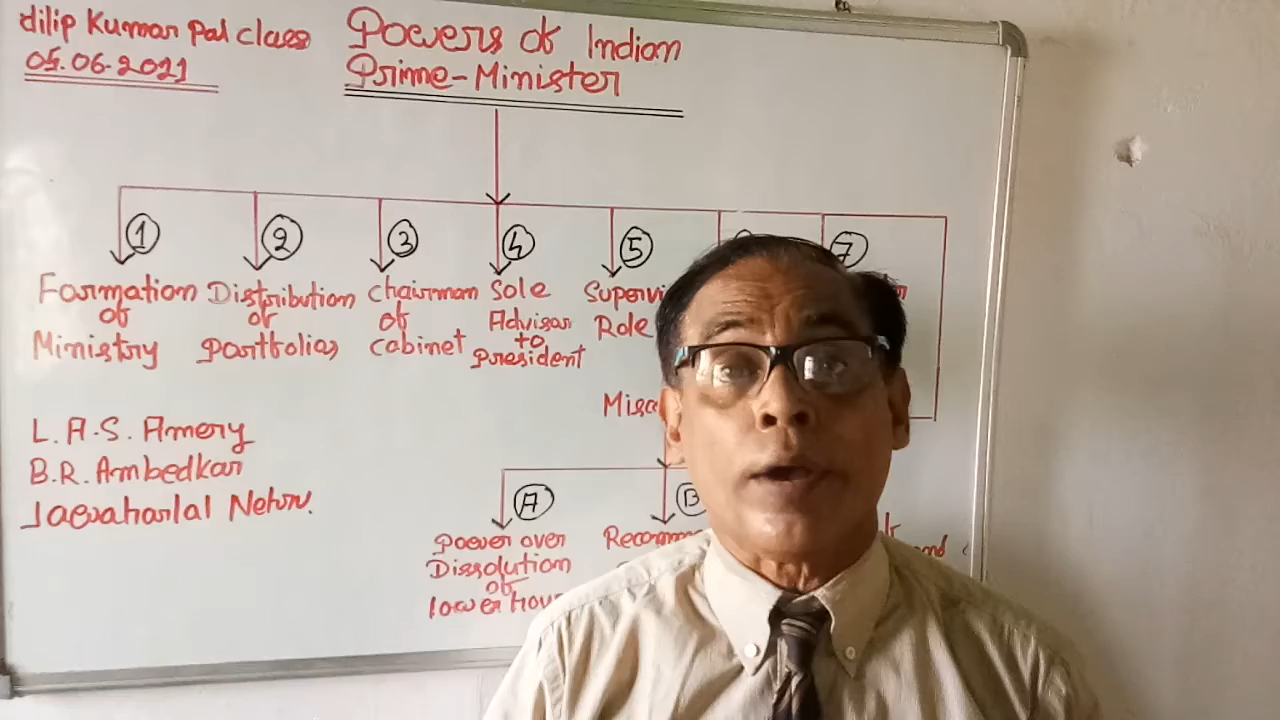 dilip Kumar Pal Class
05.06.2021
Powers of Indian
Prime-Minister
1
Formation
of
Ministry
2
Distribution
of
portfolios
3
Chairman
of
cabinet
4
Sole
Advisor
to
president
5
Supervi
Role
7
Misc
L.A.S. Amery
B.R. Ambedkar
Jawaharlal Nehru.
A
power over
Dissolution
of
lower hou
B
Recomm